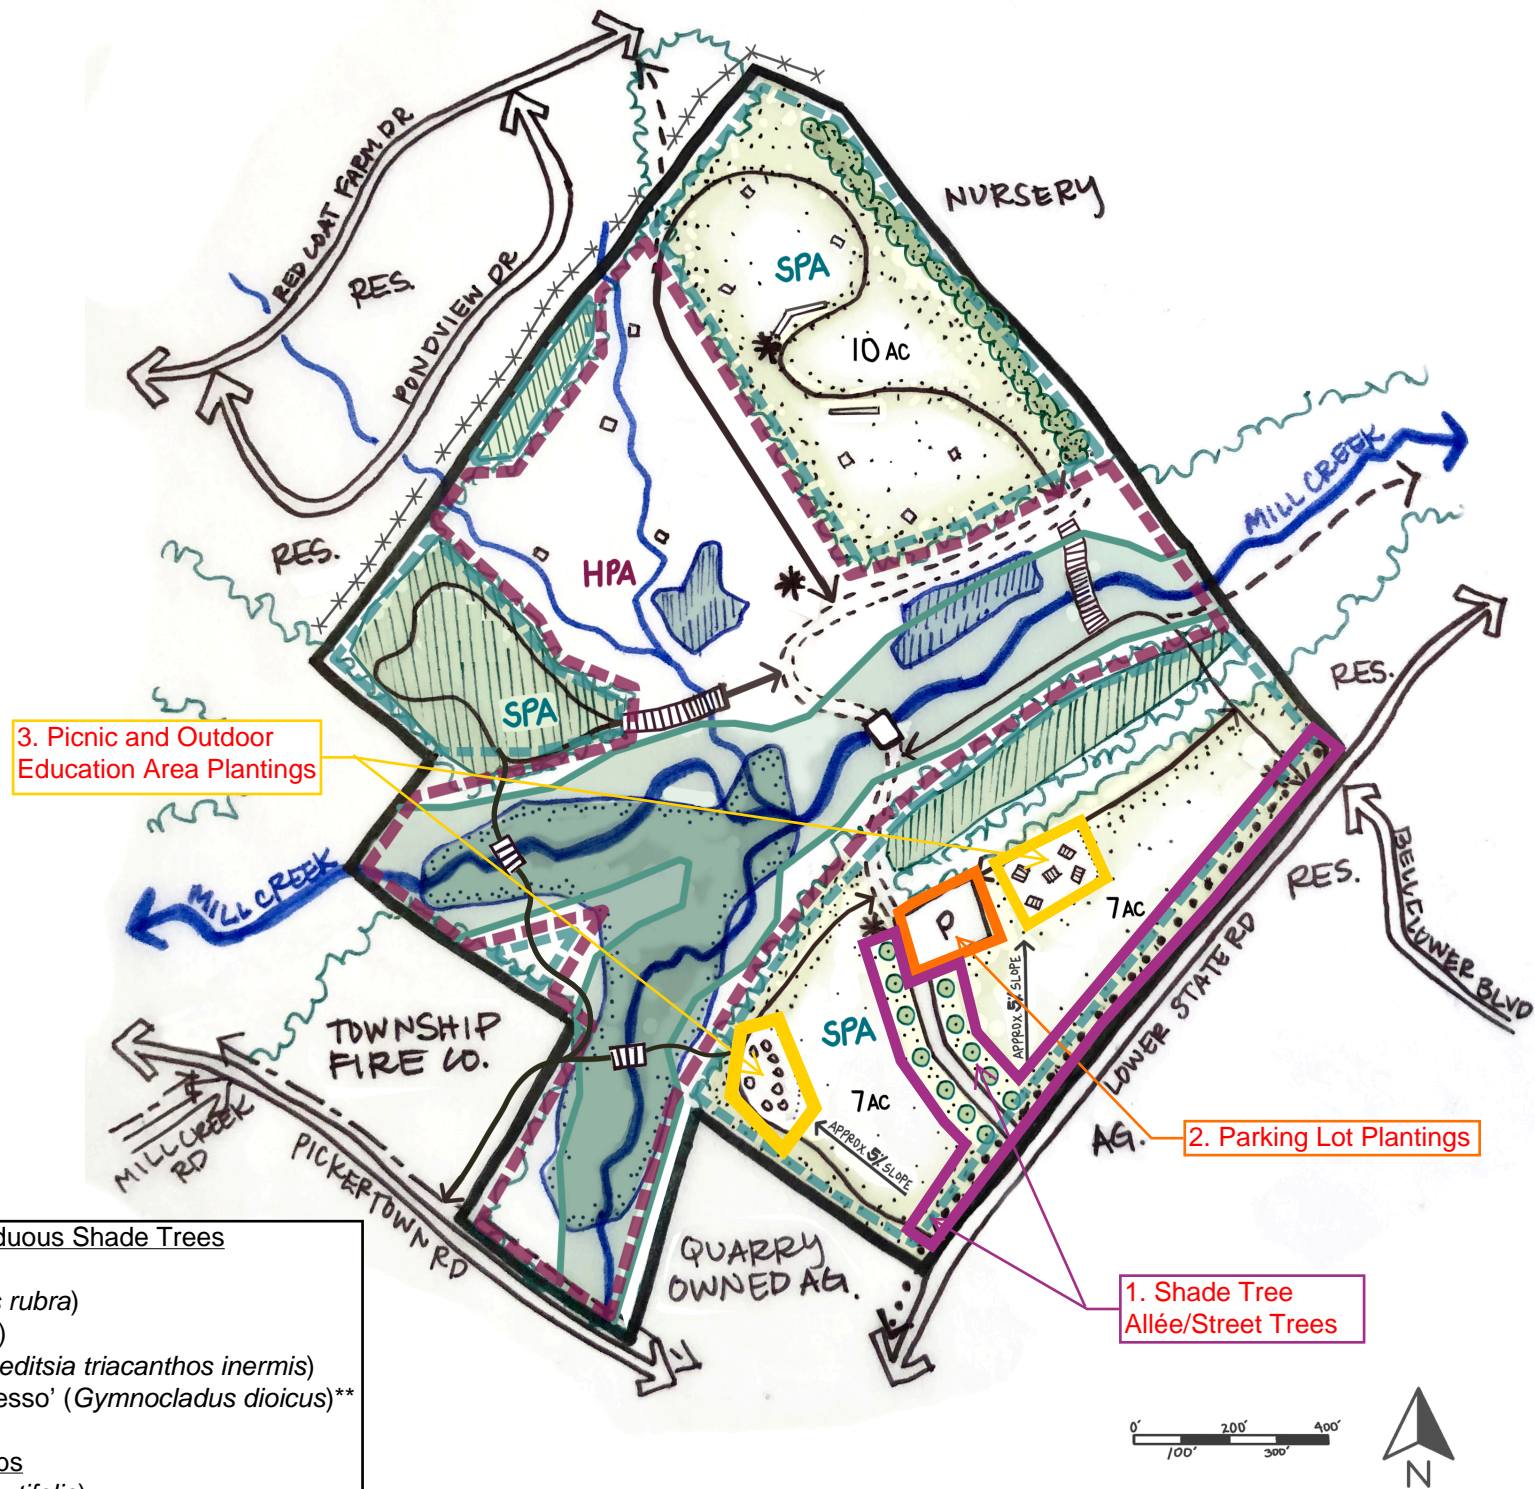 RED COAT FARM DR
RES.
PONDVIEW DR
NURSERY
SPA
10 AC
MILL CREEK
RES.
HPA
RES.
SPA
3. Picnic and Outdoor
Education Area Plantings
MILL CREEK
P
7 AC
RES.
BELLFLOWER BLVD
APPROX 5% SLOPE
LOWER STATE RD
SPA
TOWNSHIP
FIRE CO.
7 AC
APPROX 5% SLOPE
AG.
2. Parking Lot Plantings
MILL CREEK
RD
PICKERTOWN RD
QUARRY
OWNED AG.
1. Shade Tree
Allée/Street Trees
duous Shade Trees
rubra)
)
editsia triacanthos inermis)
esso' (Gymnocladus dioicus)**
os
0' 200' 400'
100' 300'
N